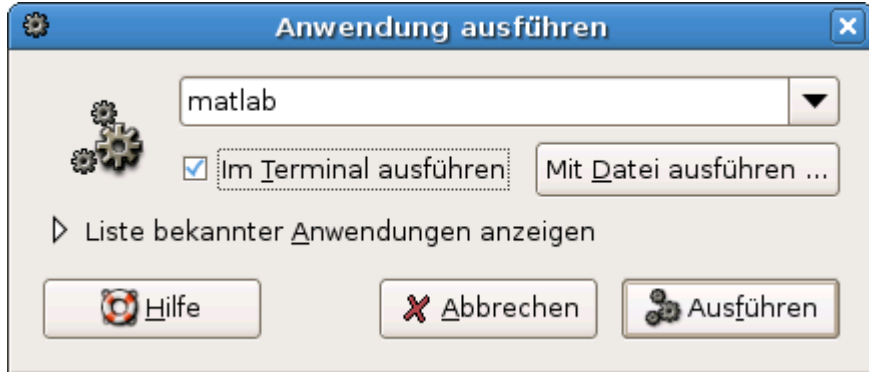 Anwendung ausführen
matlab
Im Terminal ausführen
Mit Datei ausführen ...
Liste bekannter Anwendungen anzeigen
Hilfe
Abbrechen
Ausführen